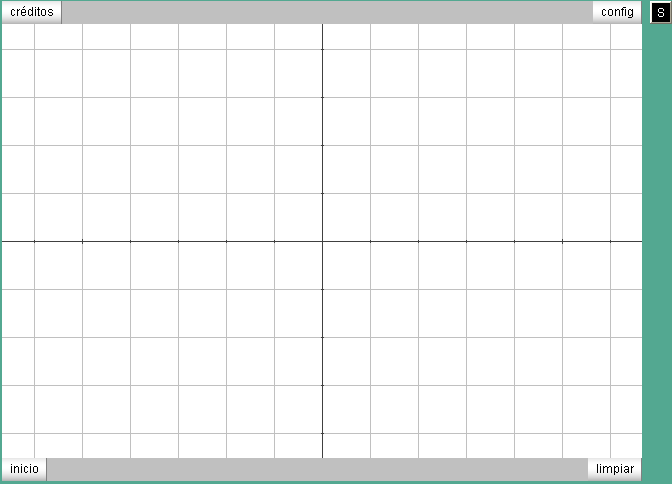 créditos
config
S
inicio
limpiar